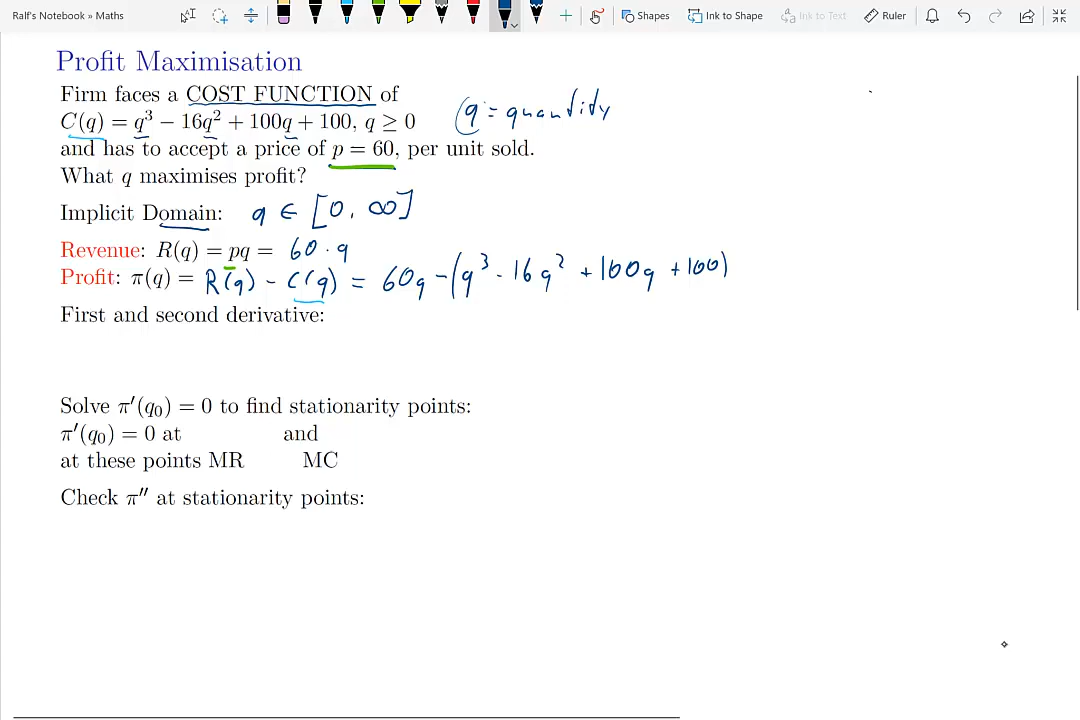 Ralf's Notebook » Maths
Shapes
Ink to Shape
Ink to Text
Ruler
Profit Maximisation
Firm faces a COST FUNCTION of
C(q) = q³ − 16q² + 100q + 100, q ≥ 0 (q = quantity
and has to accept a price of p = 60, per unit sold.
What q maximises profit?
Implicit Domain: q ∈ [0, ∞]
Revenue: R(q) = pq = 60 · q
Profit: π(q) = R(q) - C(q) = 60q - (q³ - 16q² + 100q + 100)
First and second derivative:
Solve π′(q₀) = 0 to find stationarity points:
π′(q₀) = 0 at and
at these points MR MC
Check π″ at stationarity points: